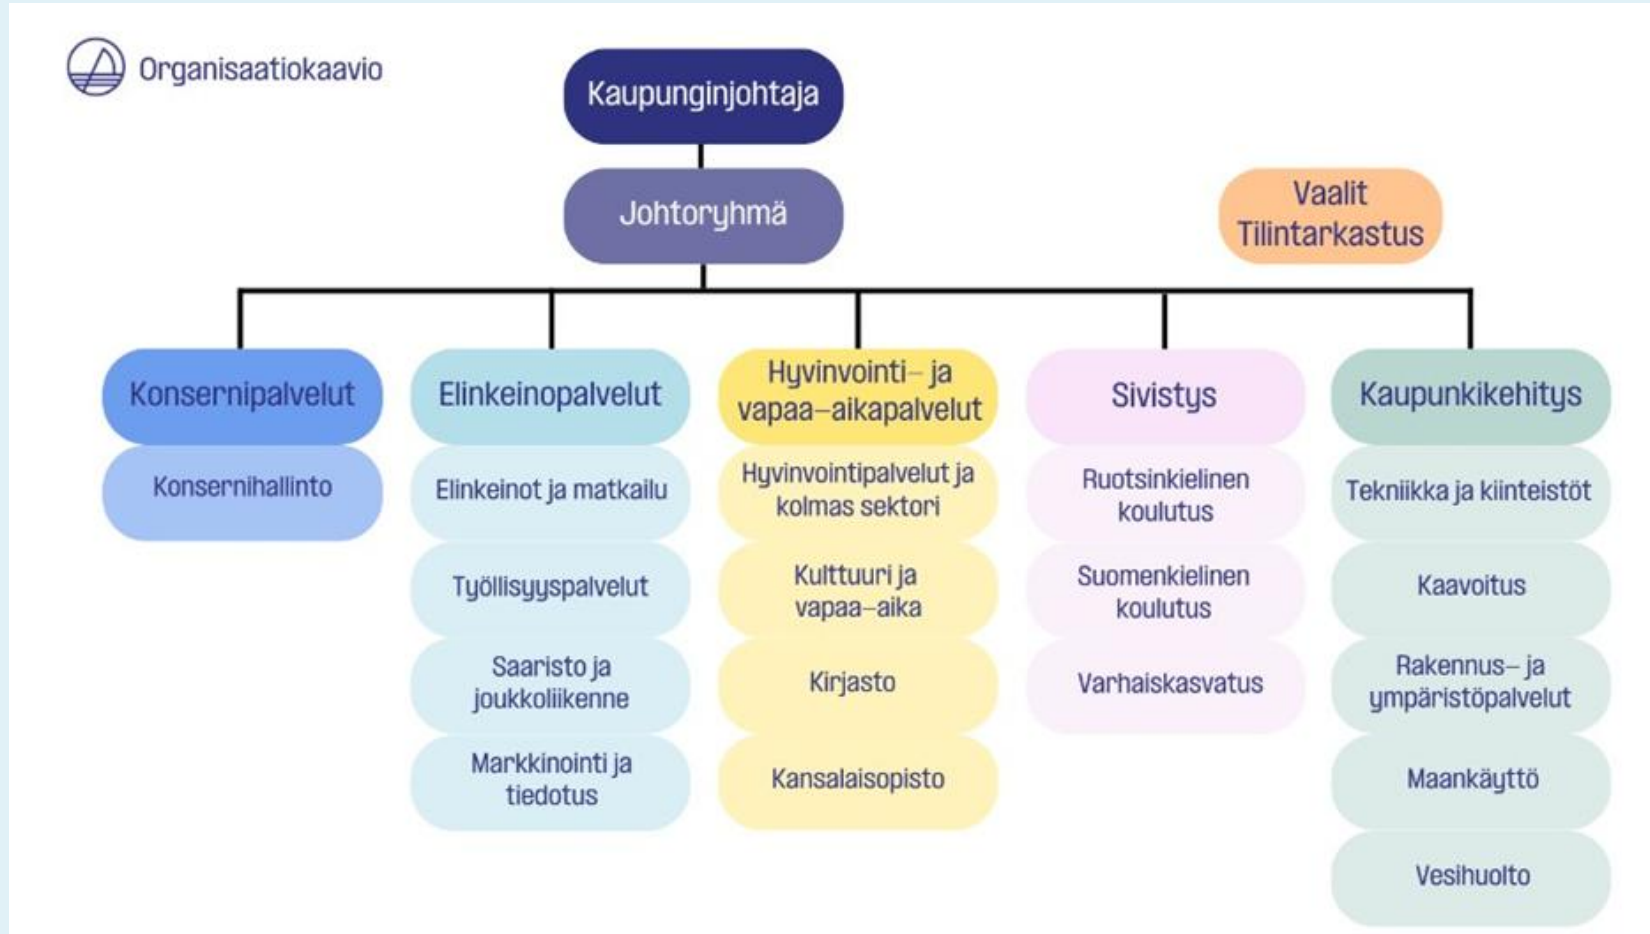 Organisaatiokaavio
Kaupunginjohtaja
Johtoryhmä
Vaalit
Tilintarkastus
Konsernipalvelut
Konsernihallinto
Elinkeinopalvelut
Elinkeinot ja matkailu
Työllisyyspalvelut
Saaristo ja
joukkoliikenne
Markkinointi ja
tiedotus
Hyvinvointi- ja
vapaa-aikapalvelut
Hyvinvointipalvelut ja
kolmas sektori
Kulttuuri ja
vapaa-aika
Kirjasto
Kansalaisopisto
Sivistys
Ruotsinkielinen
koulutus
Suomenkielinen
koulutus
Varhaiskasvatus
Kaupunkikehitys
Tekniikka ja kiinteistöt
Kaavoitus
Rakennus- ja
ympäristöpalvelut
Maankäyttö
Vesihuolto